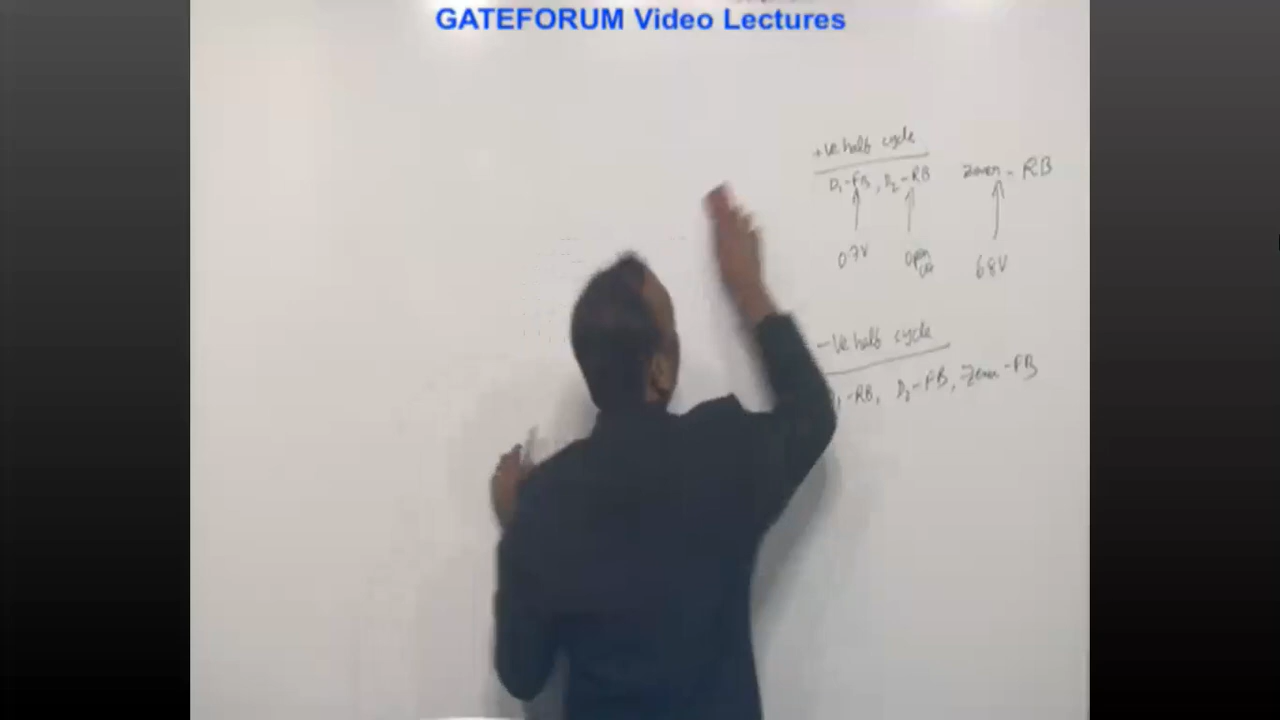 GATEFORUM Video Lectures
+ve half cycle
D1-FB, D2-RB Zener - RB
0.7V Open 6.8V
-ve half cycle
-RB, D2-FB, Zener-FB